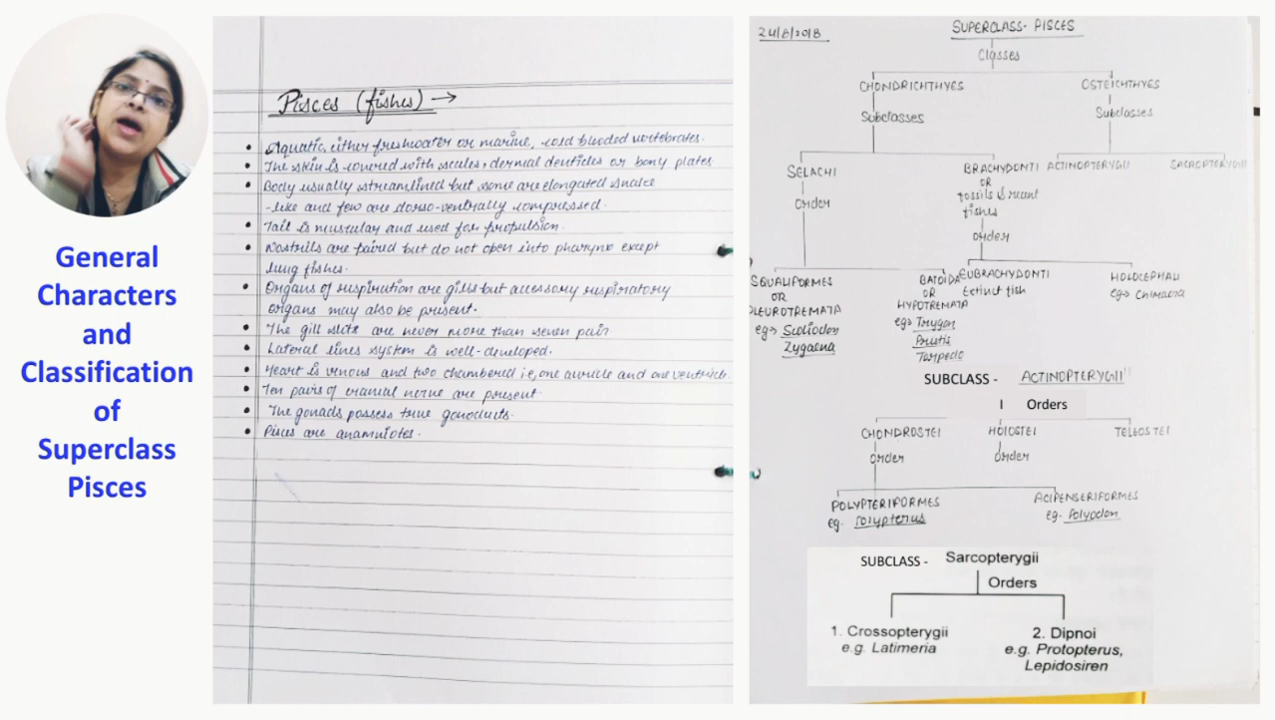 General
Characters
and
Classification
of
Superclass
Pisces
Pisces (fishes) →
• Aquatic, either freshwater or marine, cold blooded vertebrates.
• The skin is covered with scales, dermal denticles or bony plates
• Body usually streamlined but some are elongated snake
-like and few are dorso-ventrally compressed.
• Tail is muscular and used for propulsion.
• Nostrills are paired but do not open into pharynx except
lung fishes.
• Organs of respiration are gills but accessory respiratory
organs may also be present.
• The gill slits are never more than seven pair
• Lateral lines system is well-developed.
• Heart is venous and two chambered i.e, one auricle and one ventricle.
• Ten pairs of cranial nerve are present.
• The gonads possess true gonoducts.
• Pisces are anamniotes.
24/8/2018
SUPERCLASS- PISCES
Classes
CHONDRICHTHYES OSTEICHTHYES
Subclasses Subclasses
SELACHI BRACHYDONTI ACTINOPTERYGII
OR
fossils & recent
fishes
order
order
SQUALIFORMES
OR
PLEUROTREMATA
eg→ Scoliodon
Zygaena
BATOIDA
OR
HYPOTREMATA
eg→ Trygon
Pristis
Torpedo
EUBRACHYDONTI
Extinct fish
HOLOCEPHALI
eg→ Chimaera
SUBCLASS - ACTINOPTERYGII
Orders
CHONDROSTEI HOLOSTEI TELEOSTEI
order order
POLYPTERIFORMES ACIPENSERIFORMES
eg. Polypterus eg. Polyodon
SUBCLASS - Sarcopterygii
Orders
1. Crossopterygii 2. Dipnoi
e.g. Latimeria e.g. Protopterus,
Lepidosiren